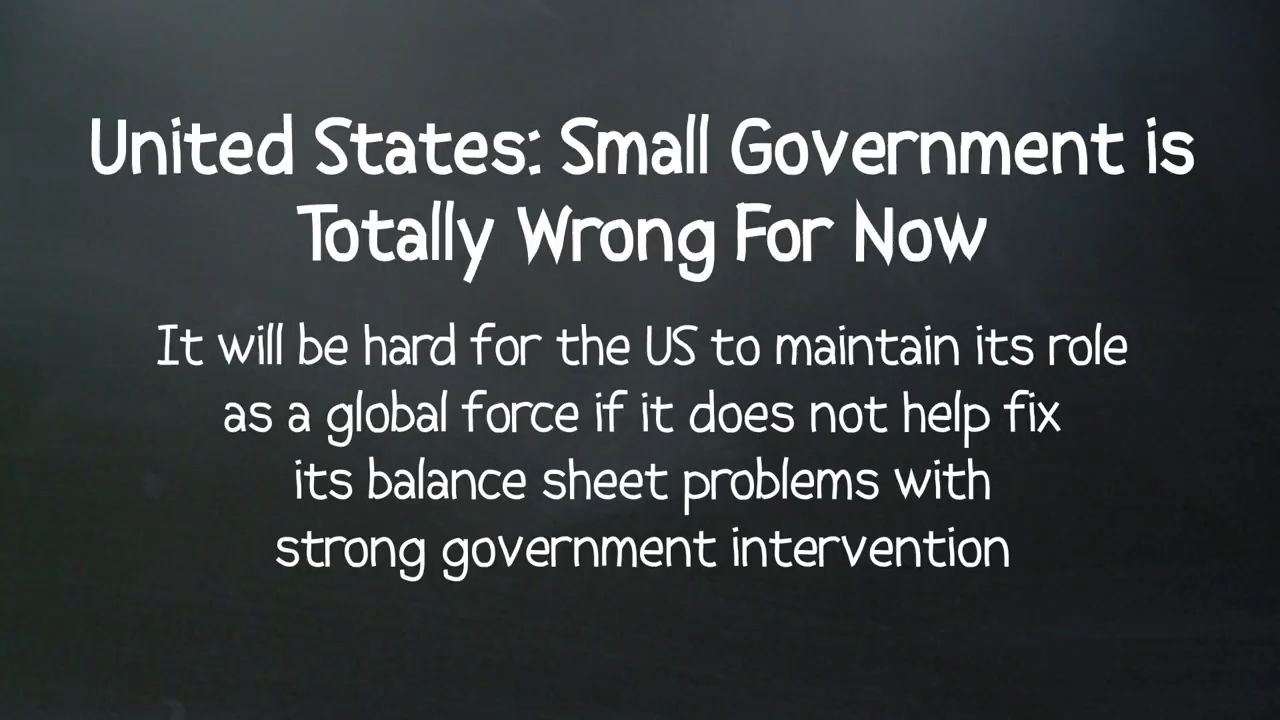 United States: Small Government is
Totally Wrong For Now
It will be hard for the US to maintain its role
as a global force if it does not help fix
its balance sheet problems with
strong government intervention